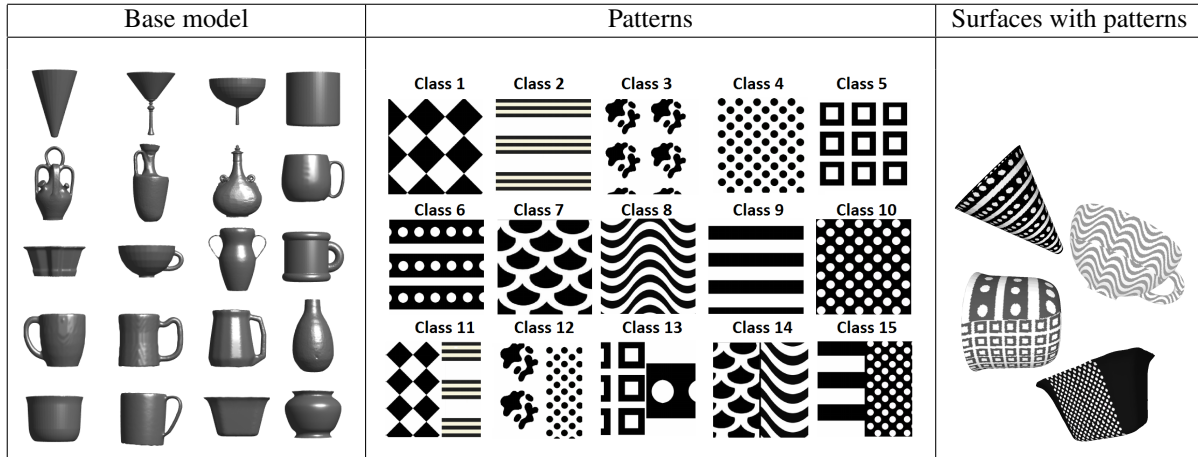 Base model Patterns Surfaces with patterns
Class 1 Class 2 Class 3 Class 4 Class 5
Class 6 Class 7 Class 8 Class 9 Class 10
Class 11 Class 12 Class 13 Class 14 Class 15